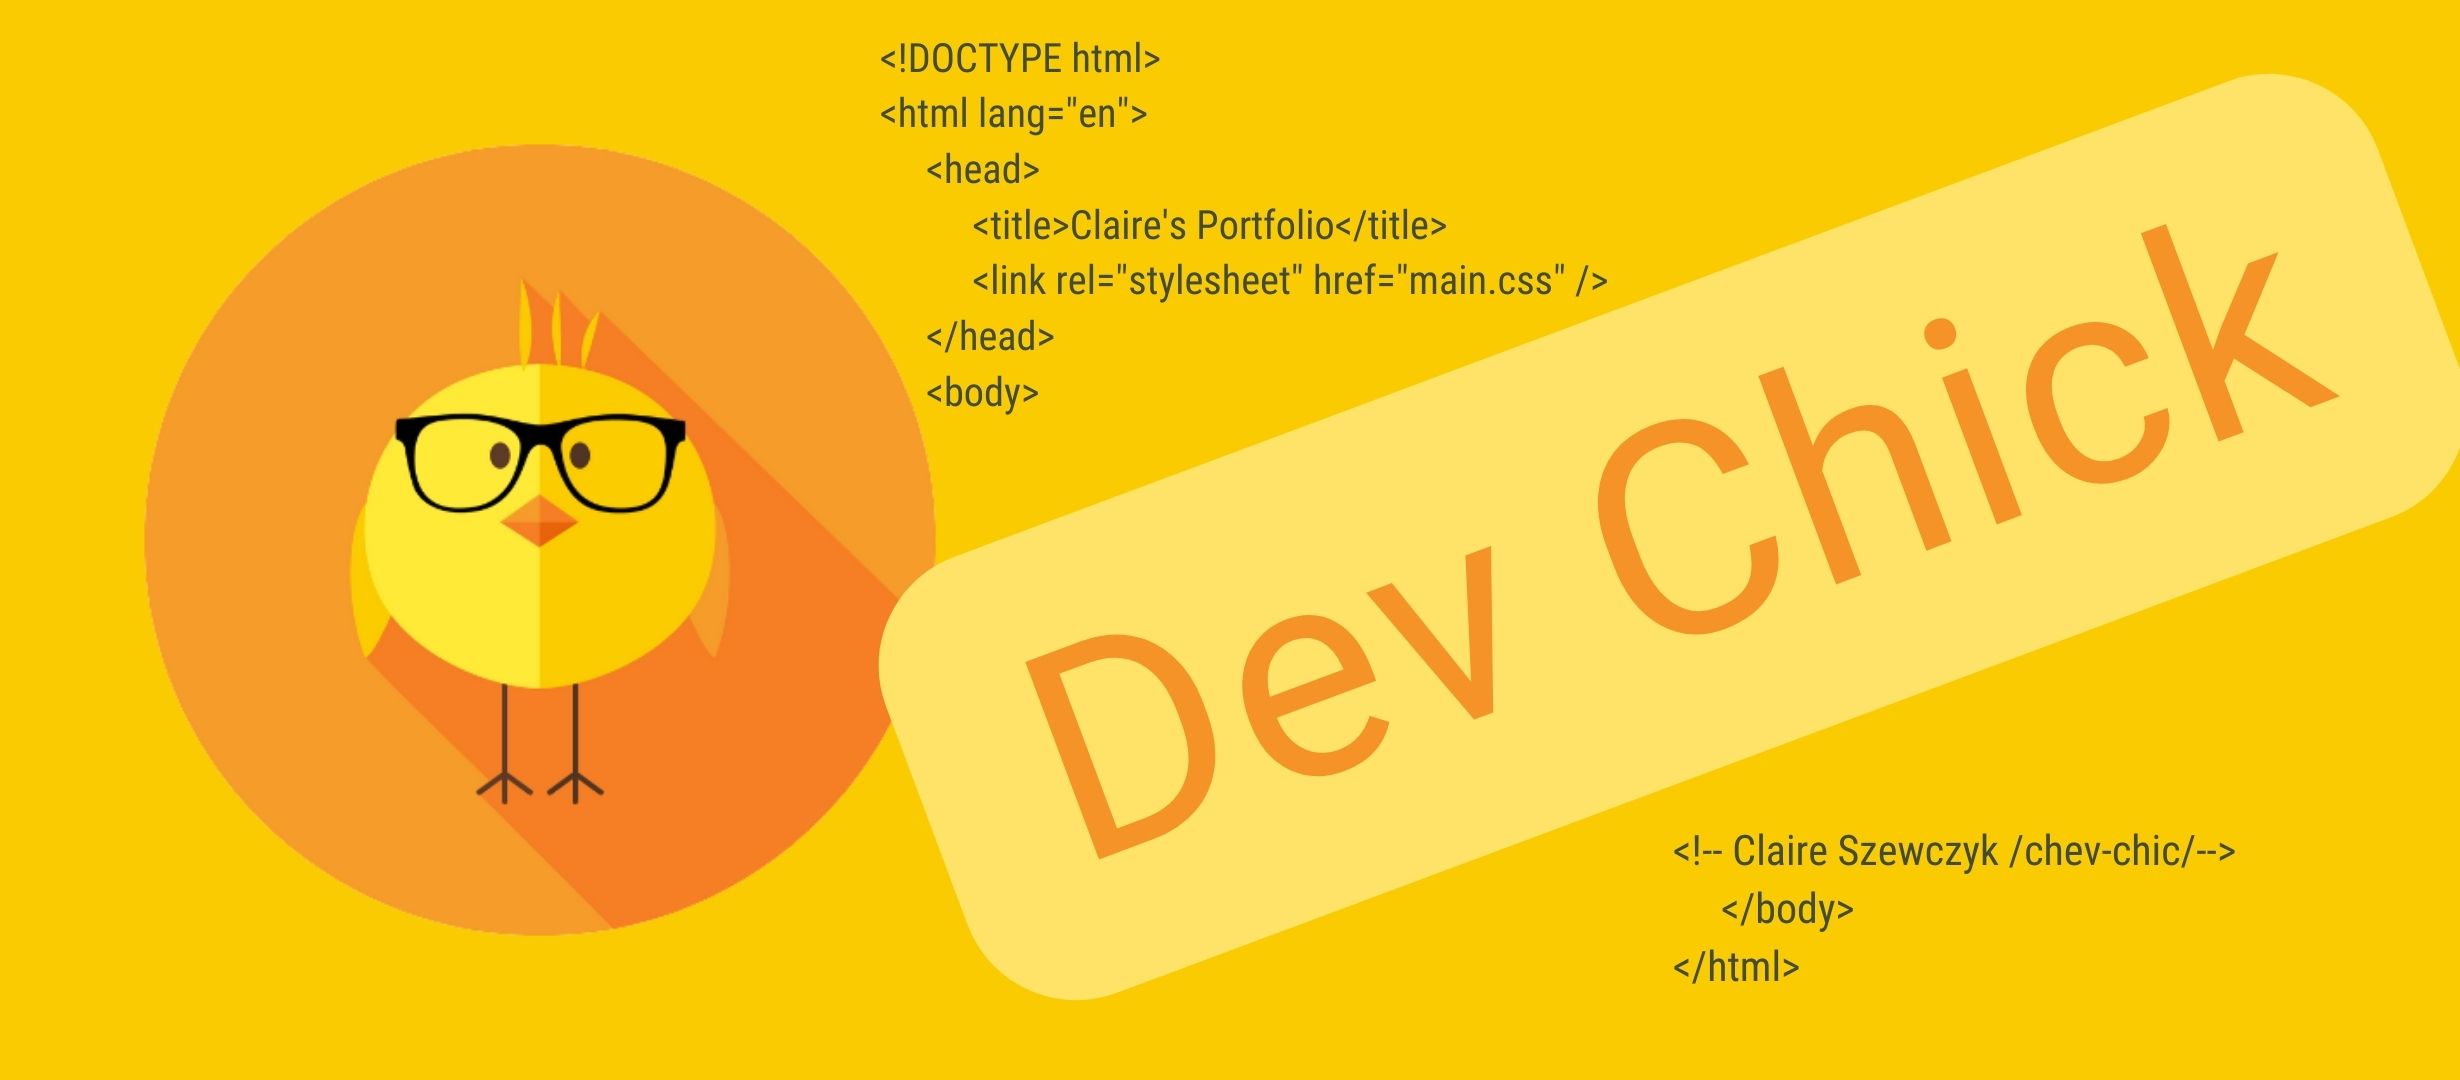 <!DOCTYPE html>
<html lang="en">
<head>
<title>Claire's Portfolio</title>
<link rel="stylesheet" href="main.css" />
</head>
<body>
Dev Chick
<!-- Claire Szewczyk /chev-chic/-->
</body>
</html>